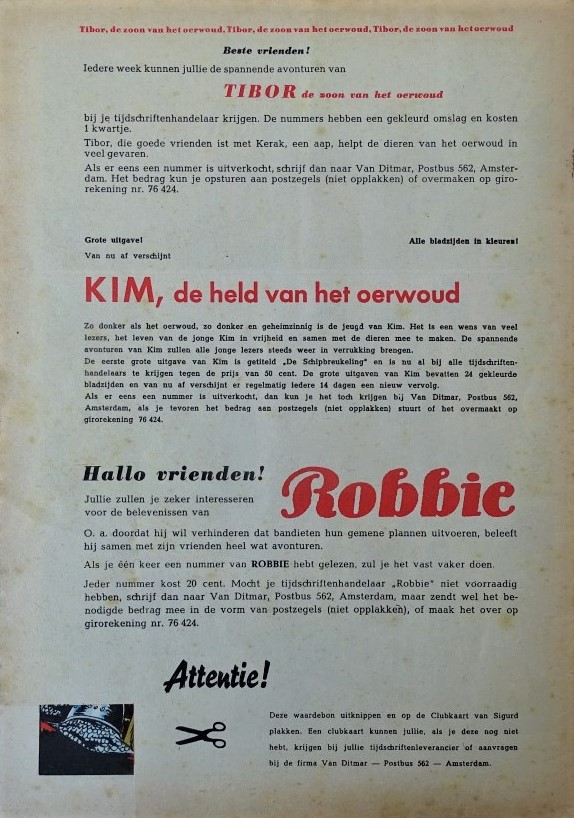 Tibor, de zoon van het oerwoud, Tibor, de zoon van het oerwoud, Tibor, de zoon van het oerwoud
Beste vrienden!
Iedere week kunnen jullie de spannende avonturen van
TIBOR de zoon van het oerwoud
bij je tijdschriftenhandelaar krijgen. De nummers hebben een gekleurd omslag en kosten
1 kwartje.
Tibor, die goede vrienden ist met Kerak, een aap, helpt de dieren van het oerwoud in
veel gevaren.
Als er eens een nummer is uitverkocht, schrijf dan naar Van Ditmar, Postbus 562, Amster-
dam. Het bedrag kun je opsturen aan postzegels (niet opplakken) of overmaken op giro-
rekening nr. 76 424.
Grote uitgave! Alle bladzijden in kleuren!
Van nu af verschijnt
KIM, de held van het oerwoud
Zo donker als het oerwoud, zo donker en geheimzinnig is de jeugd van Kim. Het is een wens van veel
lezers, het leven van de jonge Kim in vrijheid en samen met de dieren mee te maken. De spannende
avonturen van Kim zullen alle jonge lezers steeds weer in verrukking brengen.
De eerste grote uitgave van Kim is getiteld „De Schipbreukeling" en is nu al bij alle tijdschriften-
handelaars te krijgen tegen de prijs van 50 cent. De grote uitgaven van Kim bevatten 24 gekleurde
bladzijden en van nu af verschijnt er regelmatig iedere 14 dagen een nieuw vervolg.
Als er eens een nummer is uitverkocht, dan kun je het toch krijgen bij Van Ditmar, Postbus 562,
Amsterdam, als je tevoren het bedrag aan postzegels (niet opplakken) stuurt of het overmaakt op
girorekening 76 424.
Hallo vrienden!
Robbie
Jullie zullen je zeker interesseren
voor de belevenissen van
O. a. doordat hij wil verhinderen dat bandieten hun gemene plannen uitvoeren, beleeft
hij samen met zijn vrienden heel wat avonturen.
Als je één keer een nummer van ROBBIE hebt gelezen, zul je het vast vaker doen.
Jeder nummer kost 20 cent. Mocht je tijdschriftenhandelaar „Robbie" niet voorradig
hebben, schrijf dan naar Van Ditmar, Postbus 562, Amsterdam, maar zendt wel het be-
nodigde bedrag mee in de vorm van postzegels (niet opplakken), of maak het over op
girorekening nr. 76 424.
Attentie!
Deze waardebon uitknippen en op de Clubkaart van Sigurd
plakken. Een clubkaart kunnen jullie, als je deze nog niet
hebt, krijgen bij jullie tijdschriftenleverancier of aanvragen
bij de firma Van Ditmar — Postbus 562 — Amsterdam.